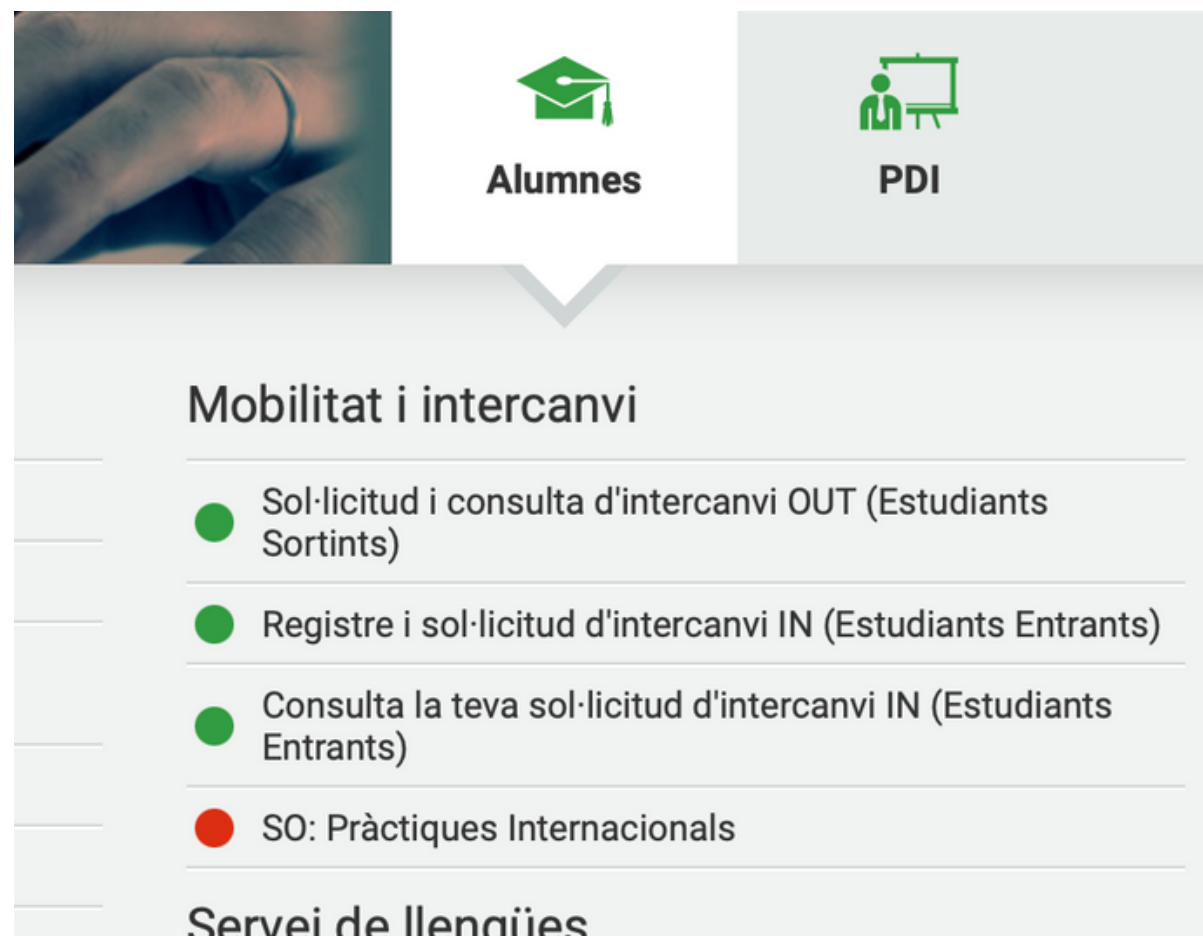 Alumnes
PDI
Mobilitat i intercanvi
Sol·licitud i consulta d'intercanvi OUT (Estudiants
Sortints)
Registre i sol·licitud d'intercanvi IN (Estudiants Entrants)
Consulta la teva sol·licitud d'intercanvi IN (Estudiants
Entrants)
SO: Pràctiques Internacionals
Servei de llengües